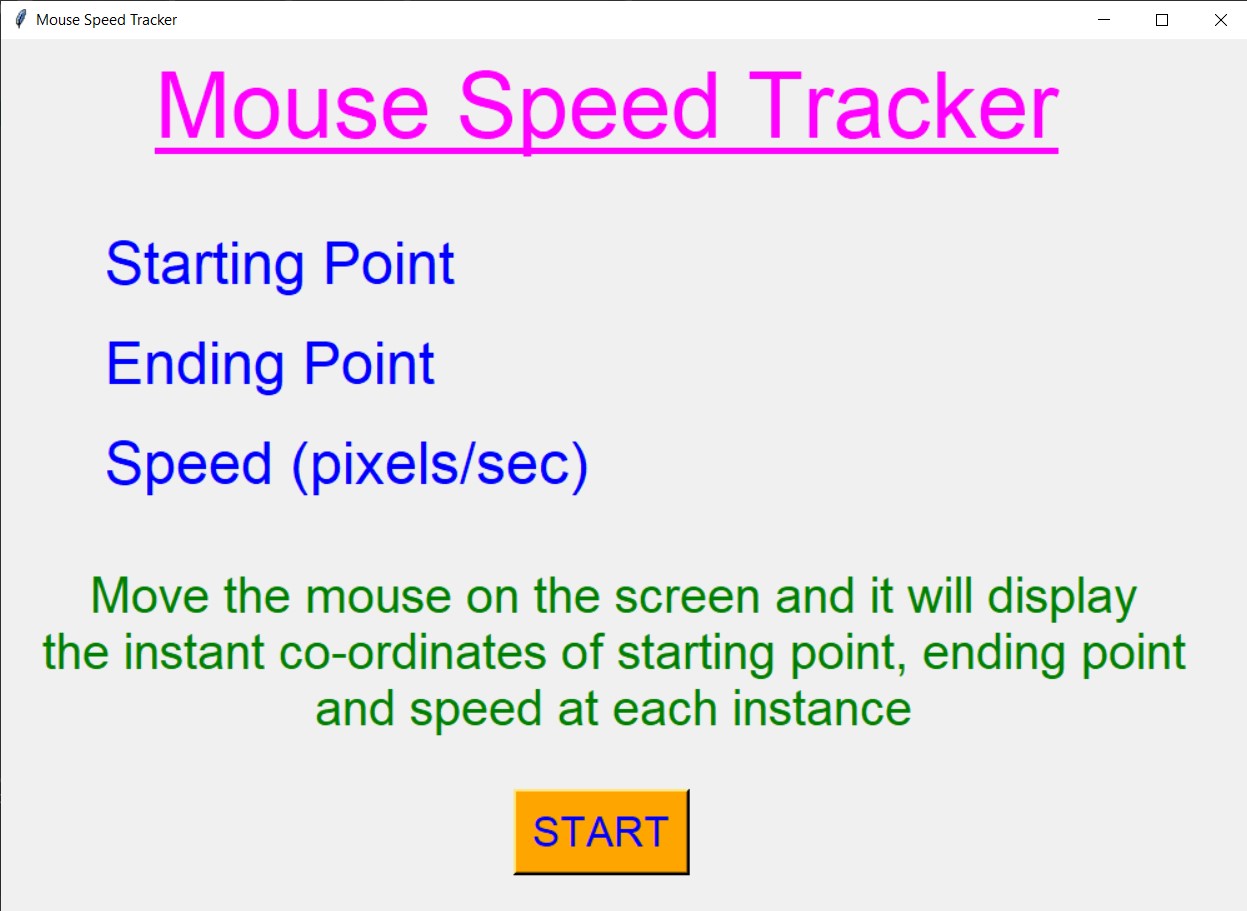 Mouse Speed Tracker
Mouse Speed Tracker
Starting Point
Ending Point
Speed (pixels/sec)
Move the mouse on the screen and it will display
the instant co-ordinates of starting point, ending point
and speed at each instance
START